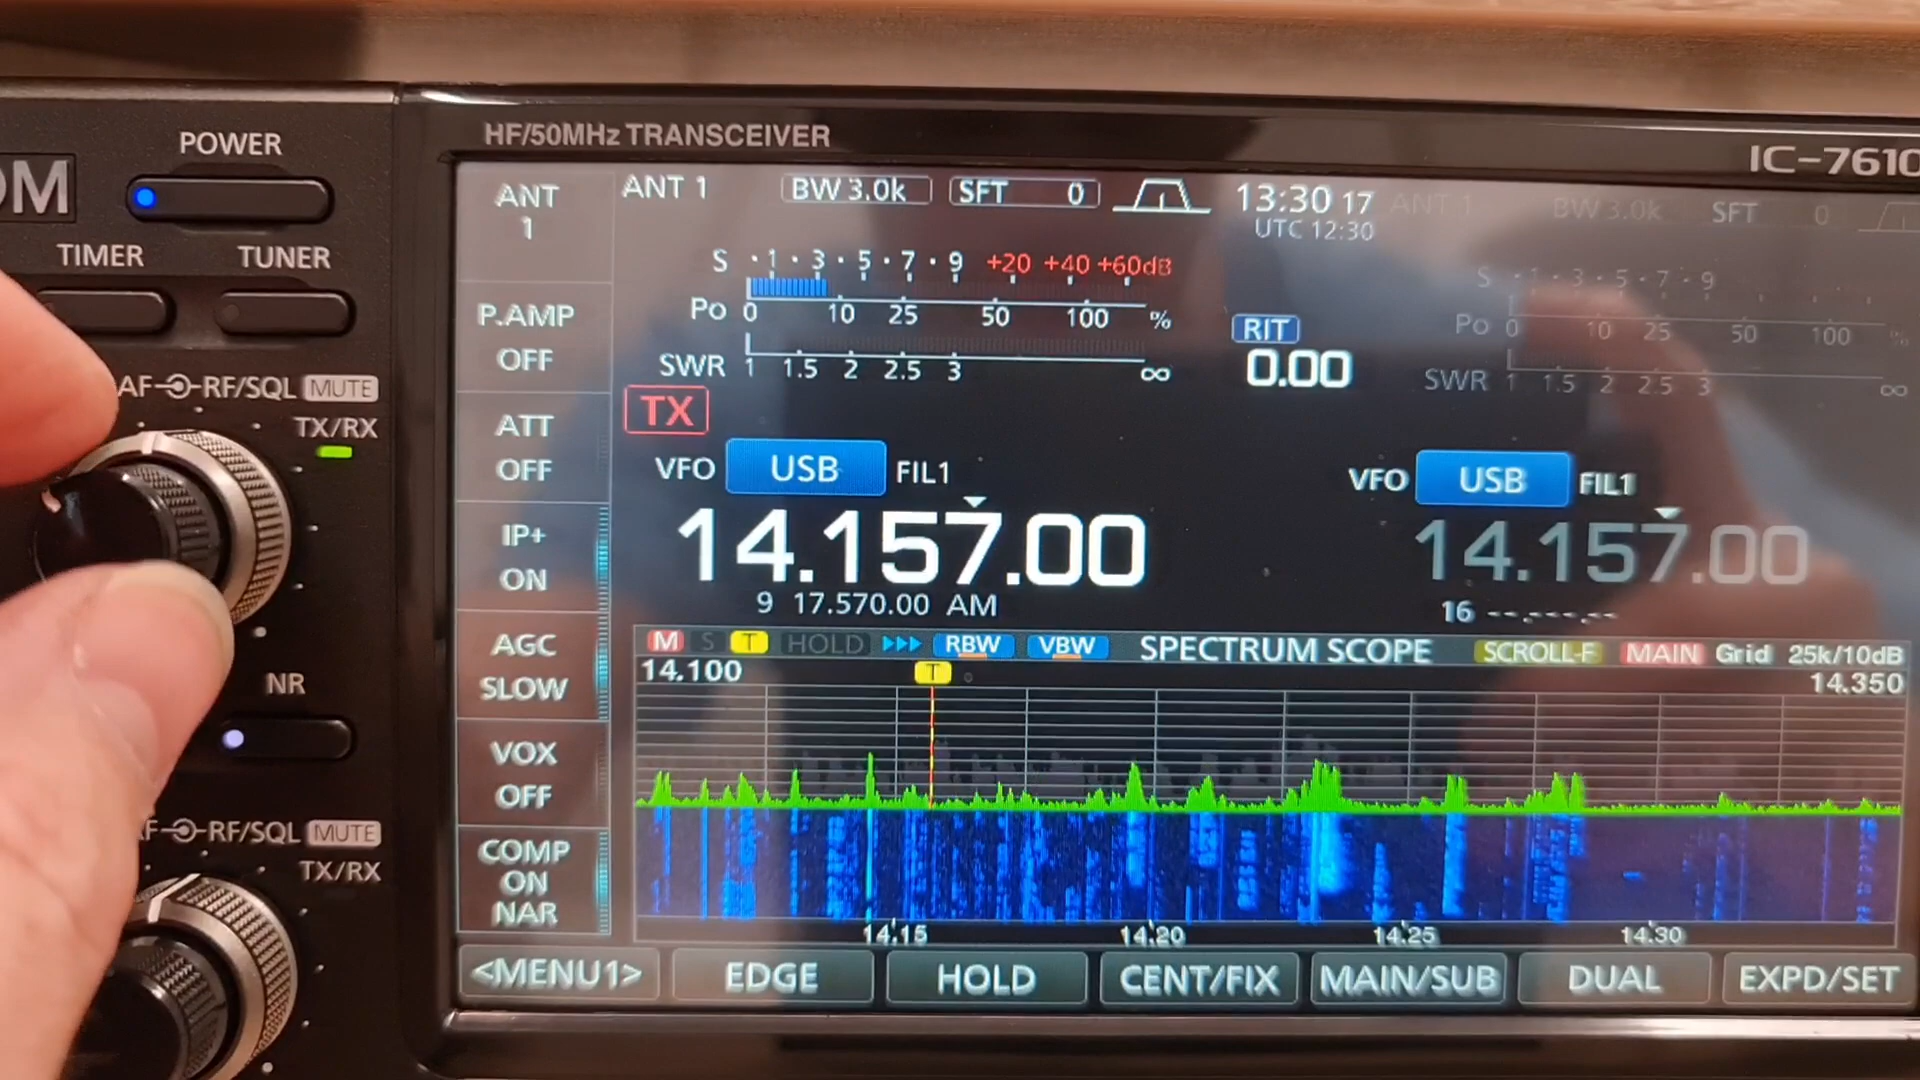 HF/50MHz TRANSCEIVER
IC-7610
OM
POWER
TIMER TUNER
AF RF/SQL MUTE
TX/RX
NR
F RF/SQL MUTE
TX/RX
ANT
1
P.AMP
OFF
ATT
OFF
IP+
ON
AGC
SLOW
VOX
OFF
COMP
ON
NAR
ANT 1 BW 3.0k SFT 0 13:30 17
UTC 12:30
ANT 1 BW 3.0k SFT 0
S ·1·3·5·7·9 +20 +40 +60dB
Po 0 10 25 50 100 %
SWR 1 1.5 2 2.5 3 ∞
RIT
0.00
S ·1·3·5·7·9
Po 0 10 25 50 100 %
SWR 1 1.5 2 2.5 3 ∞
TX
VFO USB FIL1
14.157.00
9 17.570.00 AM
VFO USB FIL1
14.157.00
16 --.---.--
M S T HOLD RBW VBW SPECTRUM SCOPE SCROLL-F MAIN Grid 25k/10dB
14.100 T 14.350
14.15 14.20 14.25 14.30
<MENU1> EDGE HOLD CENT/FIX MAIN/SUB DUAL EXPD/SET